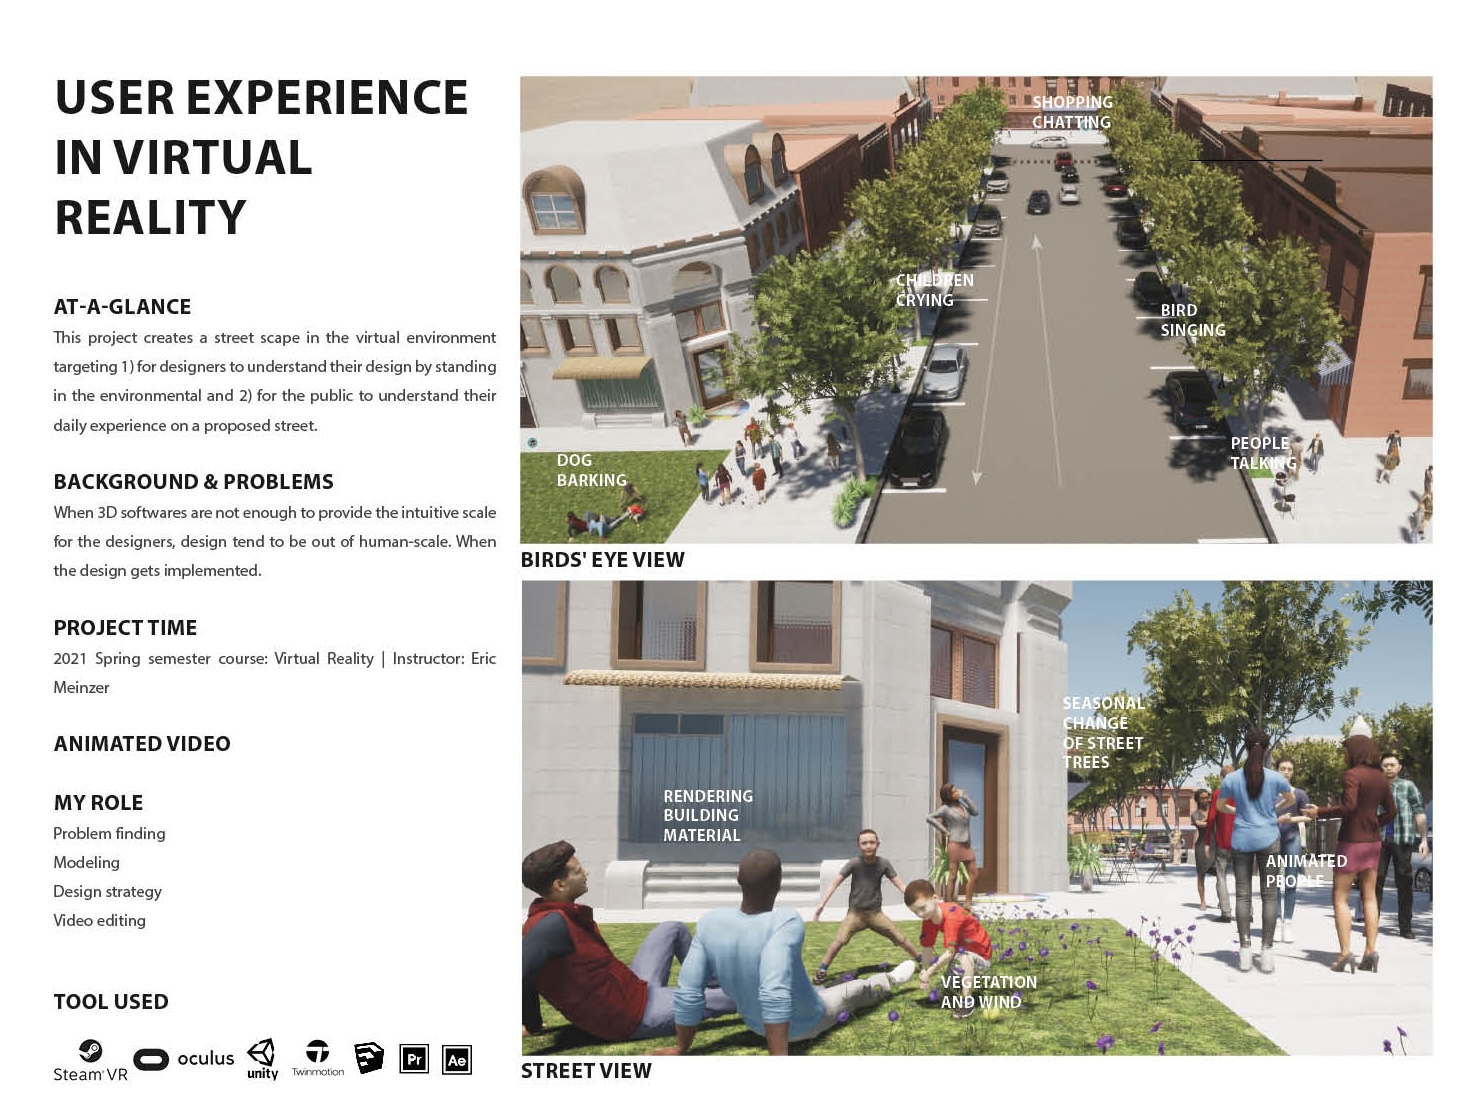 USER EXPERIENCE
IN VIRTUAL
REALITY
AT-A-GLANCE
This project creates a street scape in the virtual environment
targeting 1) for designers to understand their design by standing
in the environmental and 2) for the public to understand their
daily experience on a proposed street.
BACKGROUND & PROBLEMS
When 3D softwares are not enough to provide the intuitive scale
for the designers, design tend to be out of human-scale. When
the design gets implemented.
PROJECT TIME
2021 Spring semester course: Virtual Reality | Instructor: Eric
Meinzer
ANIMATED VIDEO
MY ROLE
Problem finding
Modeling
Design strategy
Video editing
TOOL USED
Steam VR
oculus
unity
Twinmotion
Pr
Ae
SHOPPING
CHATTING
CHILDREN
CRYING
BIRD
SINGING
PEOPLE
TALKING
DOG
BARKING
BIRDS' EYE VIEW
SEASONAL
CHANGE
OF STREET
TREES
RENDERING
BUILDING
MATERIAL
ANIMATED
PEOPLE
VEGETATION
AND WIND
STREET VIEW